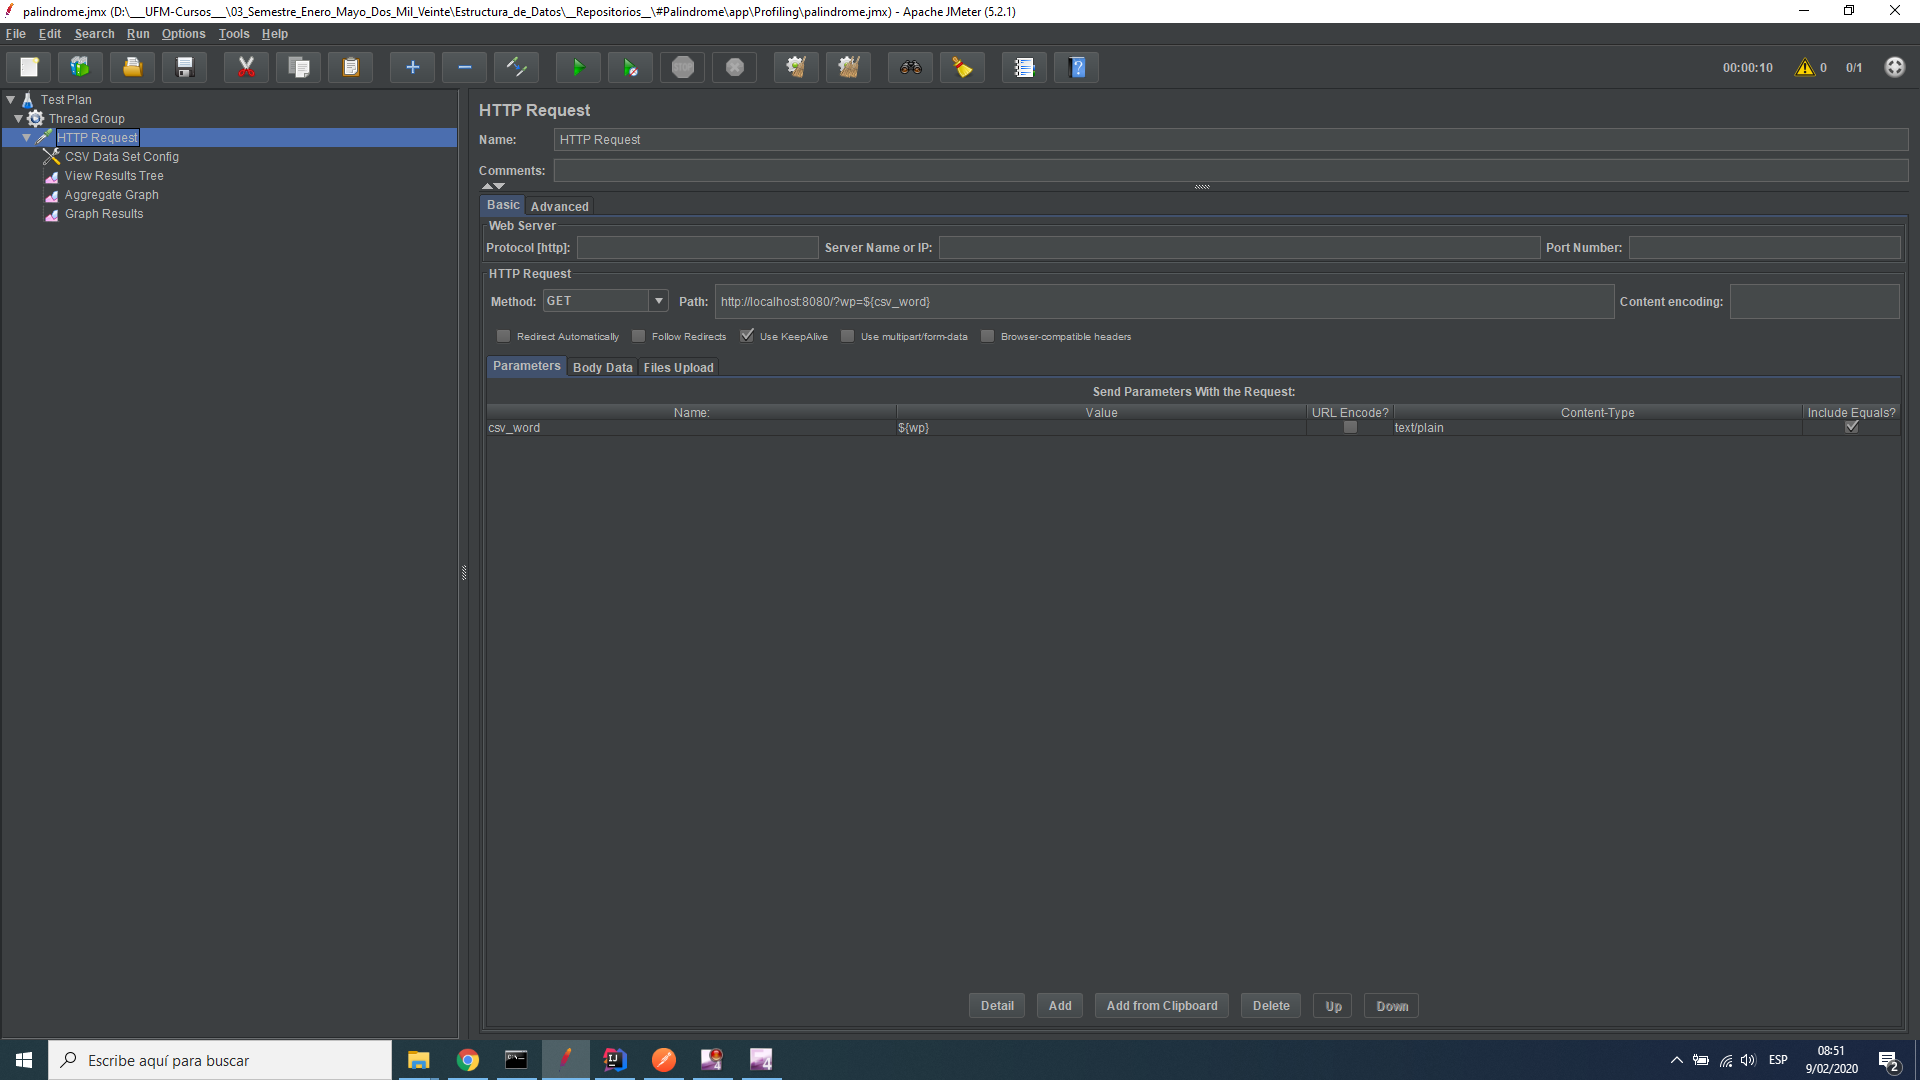 palindrome.jmx (D:\___UFM-Cursos___\03_Semestre_Enero_Mayo_Dos_Mil_Veinte\Estructura_de_Datos\__Repositorios__\#Palindrome\app\Profiling\palindrome.jmx) - Apache JMeter (5.2.1)
File Edit Search Run Options Tools Help
00:00:10 0 0/1
Test Plan
Thread Group
HTTP Request
CSV Data Set Config
View Results Tree
Aggregate Graph
Graph Results
HTTP Request
Name: HTTP Request
Comments:
Basic Advanced
Web Server
Protocol [http]: Server Name or IP: Port Number:
HTTP Request
Method: GET Path: http://localhost:8080/?wp=${csv_word} Content encoding:
Redirect Automatically Follow Redirects Use KeepAlive Use multipart/form-data Browser-compatible headers
Parameters Body Data Files Upload
Send Parameters With the Request:
Name: Value URL Encode? Content-Type Include Equals?
csv_word ${wp} text/plain
Detail Add Add from Clipboard Delete Up Down
Escribe aquí para buscar
ESP
08:51
9/02/2020
2